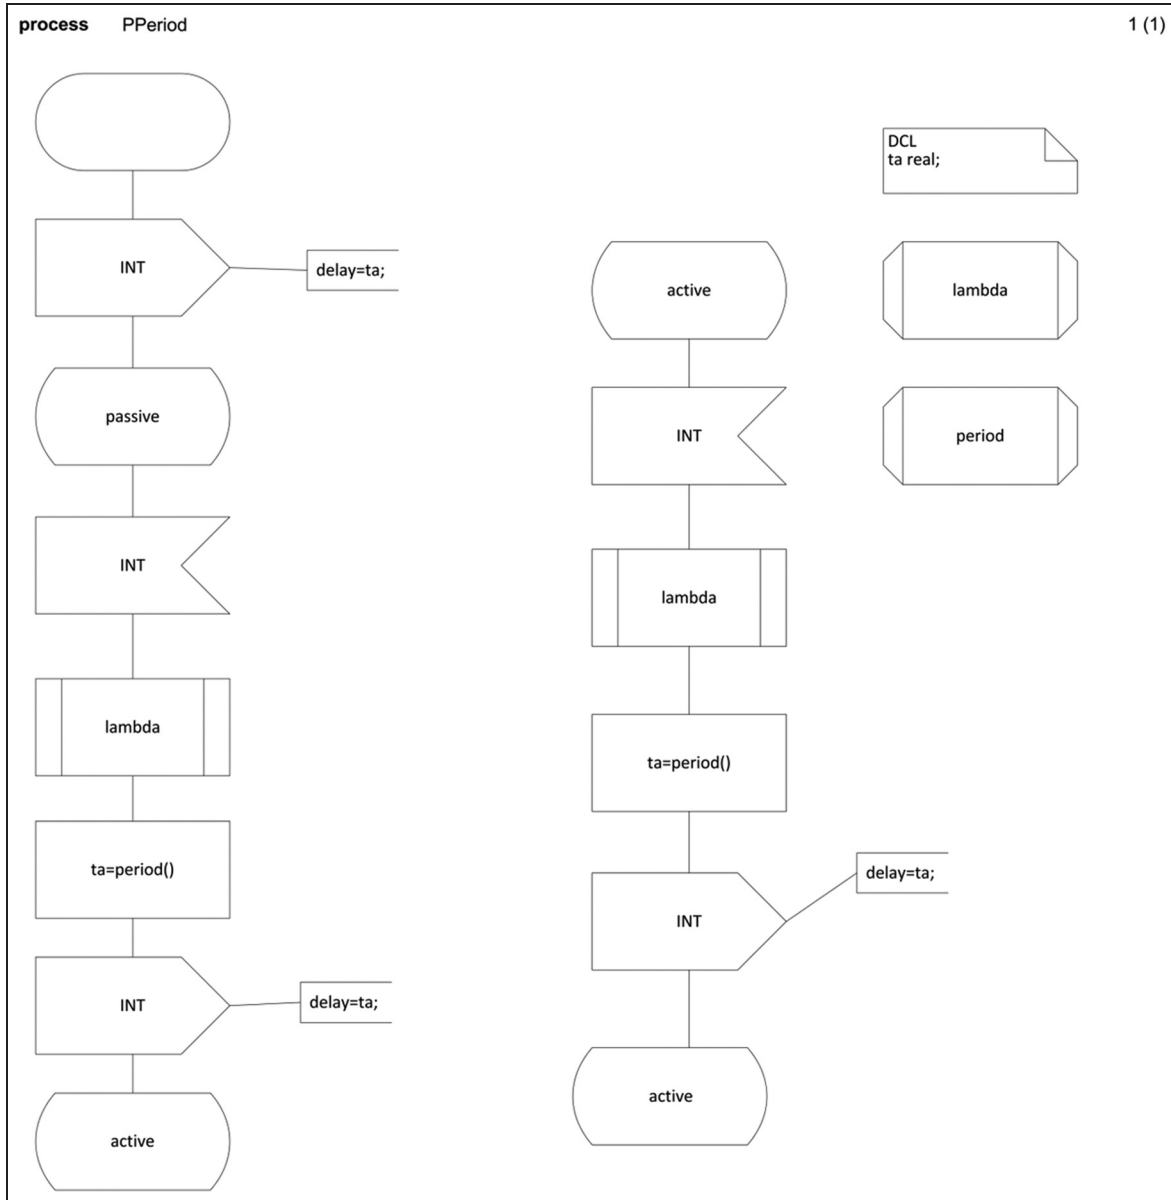 process PPeriod
1 (1)
INT
delay=ta;
passive
INT
lambda
ta=period()
INT
delay=ta;
active
active
INT
lambda
ta=period()
INT
delay=ta;
active
DCL
ta real;
lambda
period